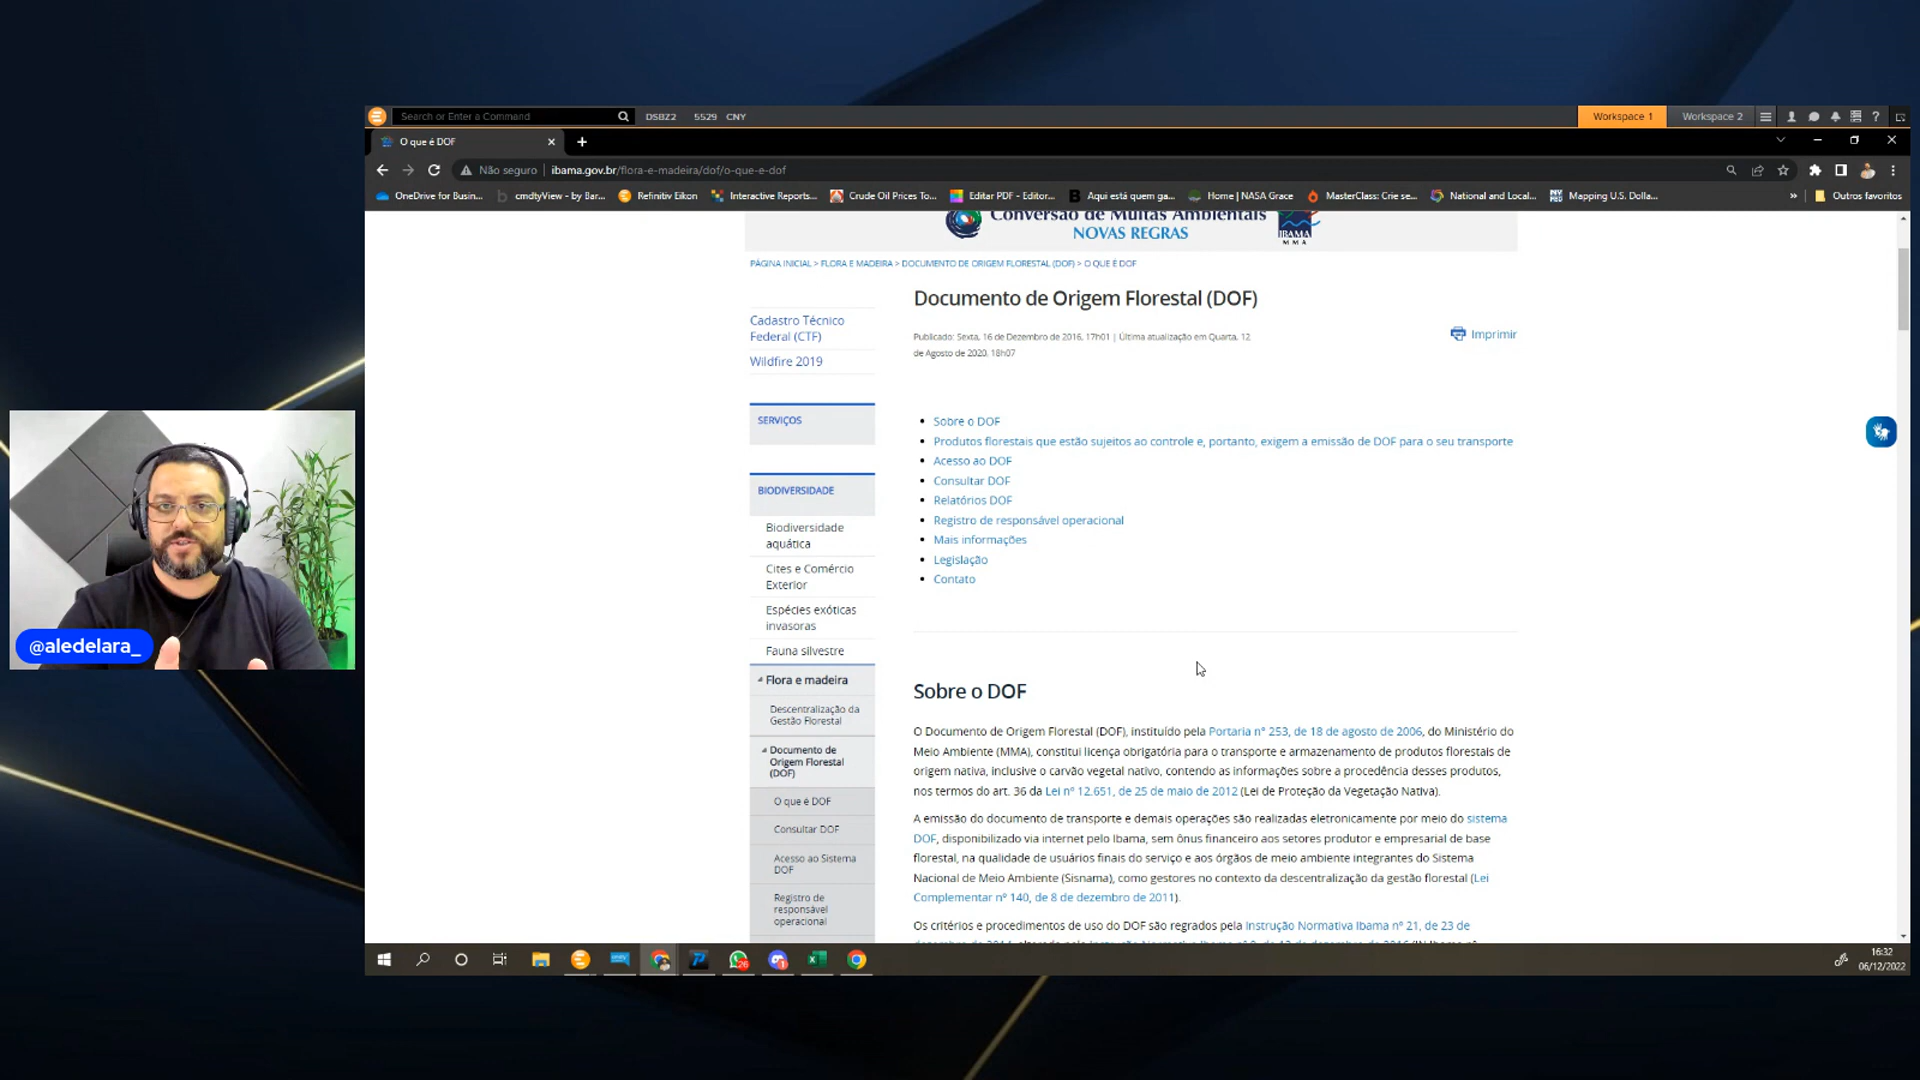 Search or Enter a Command
DSBZ2 5529 CNY
Workspace 1
Workspace 2
?
O que é DOF
Não seguro
ibama.gov.br/flora-e-madeira/dof/o-que-e-dof
OneDrive for Busin...
cmdtyView - by Bar...
Refinitiv Eikon
Interactive Reports...
Crude Oil Prices To...
Editar PDF - Editor...
Aqui está quem ga...
Home | NASA Grace
MasterClass: Crie se...
National and Local...
Mapping U.S. Dolla...
»
Outros favoritos
Conversão de Multas Ambientais
NOVAS REGRAS
IBAMA
MMA
PÁGINA INICIAL > FLORA E MADEIRA > DOCUMENTO DE ORIGEM FLORESTAL (DOF) > O QUE É DOF
Cadastro Técnico
Federal (CTF)
Wildfire 2019
SERVIÇOS
BIODIVERSIDADE
Biodiversidade
aquática
Cites e Comércio
Exterior
Espécies exóticas
invasoras
Fauna silvestre
Flora e madeira
Descentralização da
Gestão Florestal
Documento de
Origem Florestal
(DOF)
O que é DOF
Consultar DOF
Acesso ao Sistema
DOF
Registro de
responsável
operacional
Documento de Origem Florestal (DOF)
Publicado: Sexta, 16 de Dezembro de 2016, 17h01 | Última atualização em Quarta, 12
de Agosto de 2020, 18h07
Imprimir
Sobre o DOF
Produtos florestais que estão sujeitos ao controle e, portanto, exigem a emissão de DOF para o seu transporte
Acesso ao DOF
Consultar DOF
Relatórios DOF
Registro de responsável operacional
Mais informações
Legislação
Contato
Sobre o DOF
O Documento de Origem Florestal (DOF), instituído pela Portaria n° 253, de 18 de agosto de 2006, do Ministério do
Meio Ambiente (MMA), constitui licença obrigatória para o transporte e armazenamento de produtos florestais de
origem nativa, inclusive o carvão vegetal nativo, contendo as informações sobre a procedência desses produtos,
nos termos do art. 36 da Lei n° 12.651, de 25 de maio de 2012 (Lei de Proteção da Vegetação Nativa).
A emissão do documento de transporte e demais operações são realizadas eletronicamente por meio do sistema
DOF, disponibilizado via internet pelo Ibama, sem ônus financeiro aos setores produtor e empresarial de base
florestal, na qualidade de usuários finais do serviço e aos órgãos de meio ambiente integrantes do Sistema
Nacional de Meio Ambiente (Sisnama), como gestores no contexto da descentralização da gestão florestal (Lei
Complementar n° 140, de 8 de dezembro de 2011).
Os critérios e procedimentos de uso do DOF são regrados pela Instrução Normativa Ibama n° 21, de 23 de
@aledelara_
26
1
16:32
06/12/2022